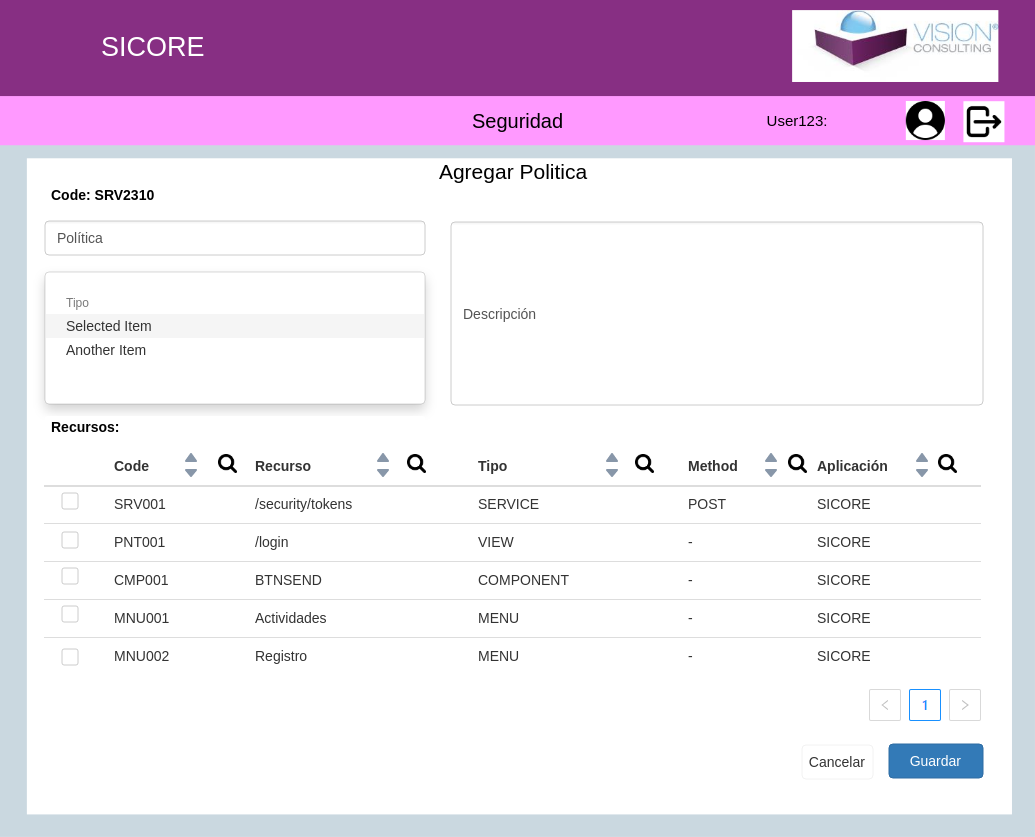 SICORE
VISION®
CONSULTING
Seguridad
User123:
Agregar Politica
Code: SRV2310
Política
Tipo
Selected Item
Another Item
Descripción
Recursos:
Code Recurso Tipo Method Aplicación
SRV001 /security/tokens SERVICE POST SICORE
PNT001 /login VIEW - SICORE
CMP001 BTNSEND COMPONENT - SICORE
MNU001 Actividades MENU - SICORE
MNU002 Registro MENU - SICORE
< 1 >
Cancelar Guardar